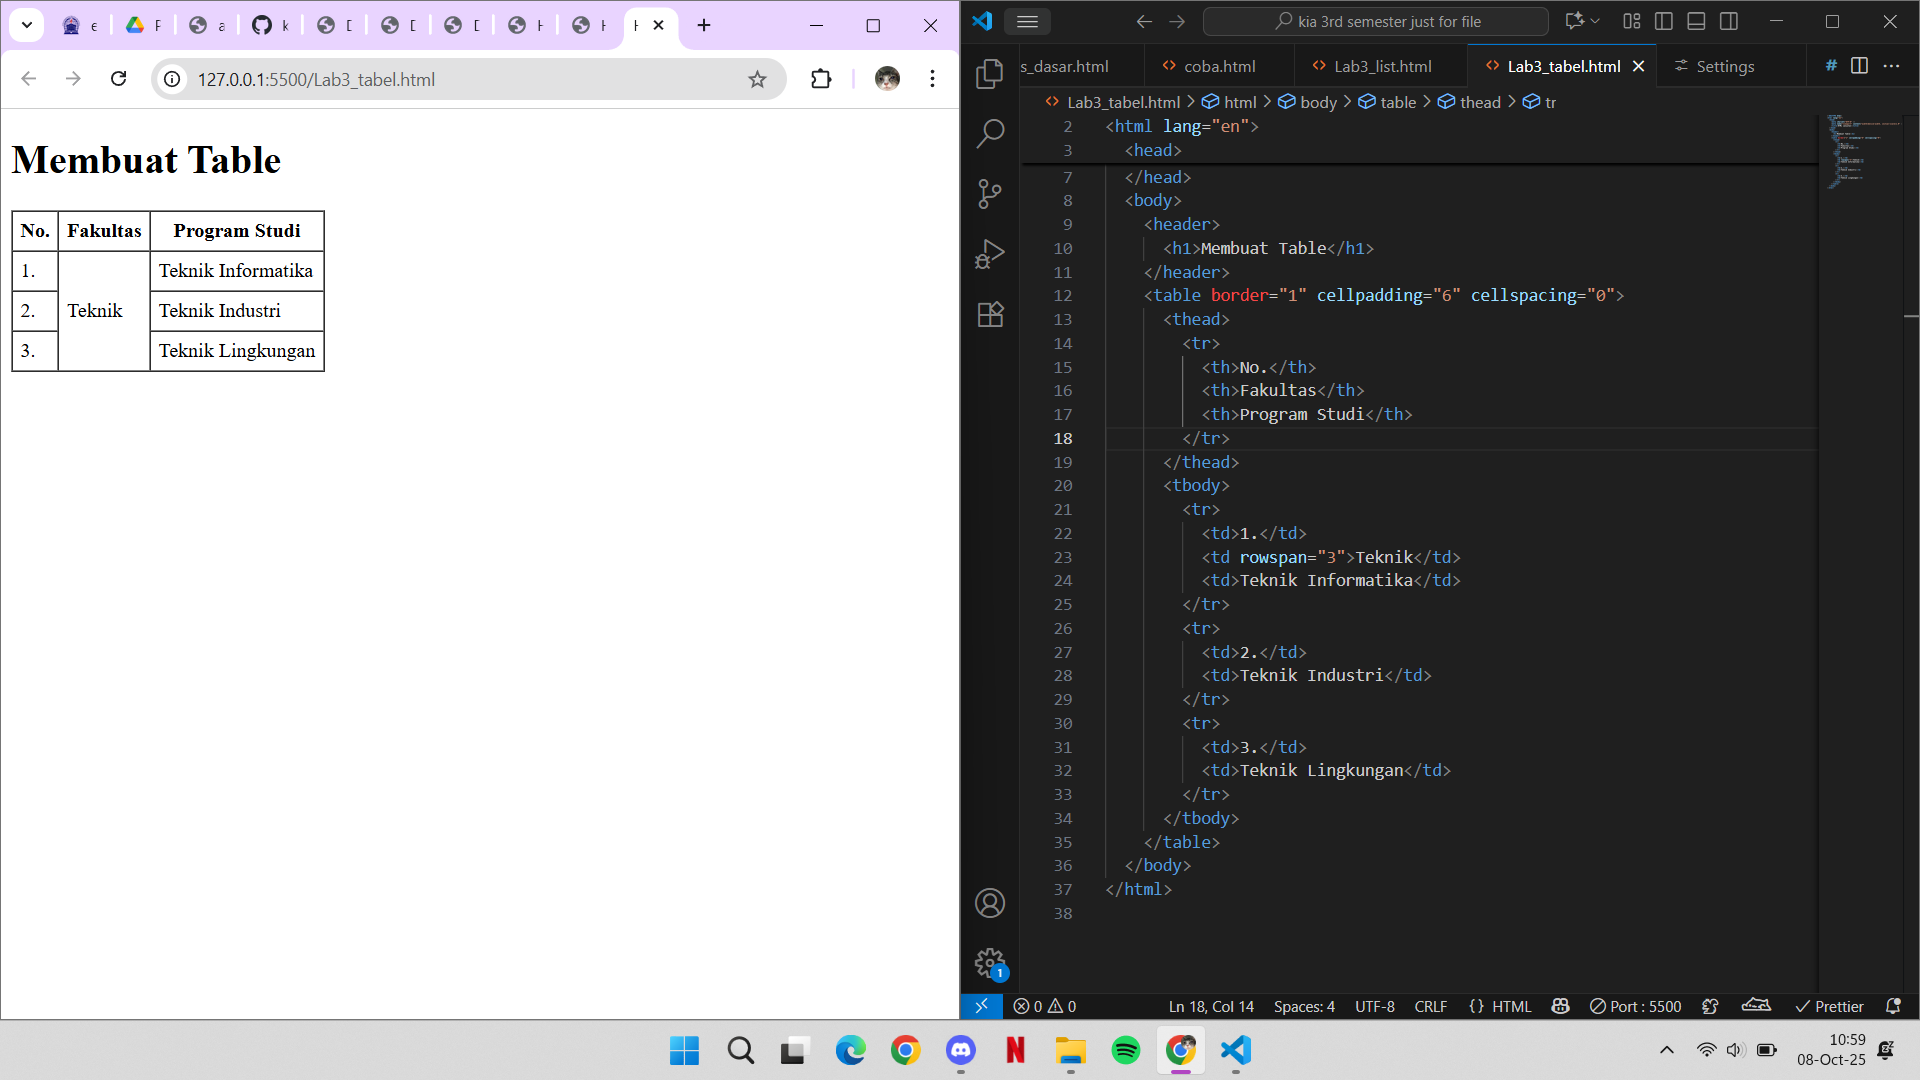 127.0.0.1:5500/Lab3_tabel.html
Membuat Table
No. Fakultas Program Studi
1. Teknik Informatika
2. Teknik Teknik Industri
3. Teknik Lingkungan
kia 3rd semester just for file
s_dasar.html coba.html Lab3_list.html Lab3_tabel.html Settings
Lab3_tabel.html > html > body > table > thead > tr
2 <html lang="en">
3 <head>
7 </head>
8 <body>
9 <header>
10 <h1>Membuat Table</h1>
11 </header>
12 <table border="1" cellpadding="6" cellspacing="0">
13 <thead>
14 <tr>
15 <th>No.</th>
16 <th>Fakultas</th>
17 <th>Program Studi</th>
18 </tr>
19 </thead>
20 <tbody>
21 <tr>
22 <td>1.</td>
23 <td rowspan="3">Teknik</td>
24 <td>Teknik Informatika</td>
25 </tr>
26 <tr>
27 <td>2.</td>
28 <td>Teknik Industri</td>
29 </tr>
30 <tr>
31 <td>3.</td>
32 <td>Teknik Lingkungan</td>
33 </tr>
34 </tbody>
35 </table>
36 </body>
37 </html>
38
1
0 0 Ln 18, Col 14 Spaces: 4 UTF-8 CRLF {} HTML Port : 5500 Prettier
10:59
08-Oct-25